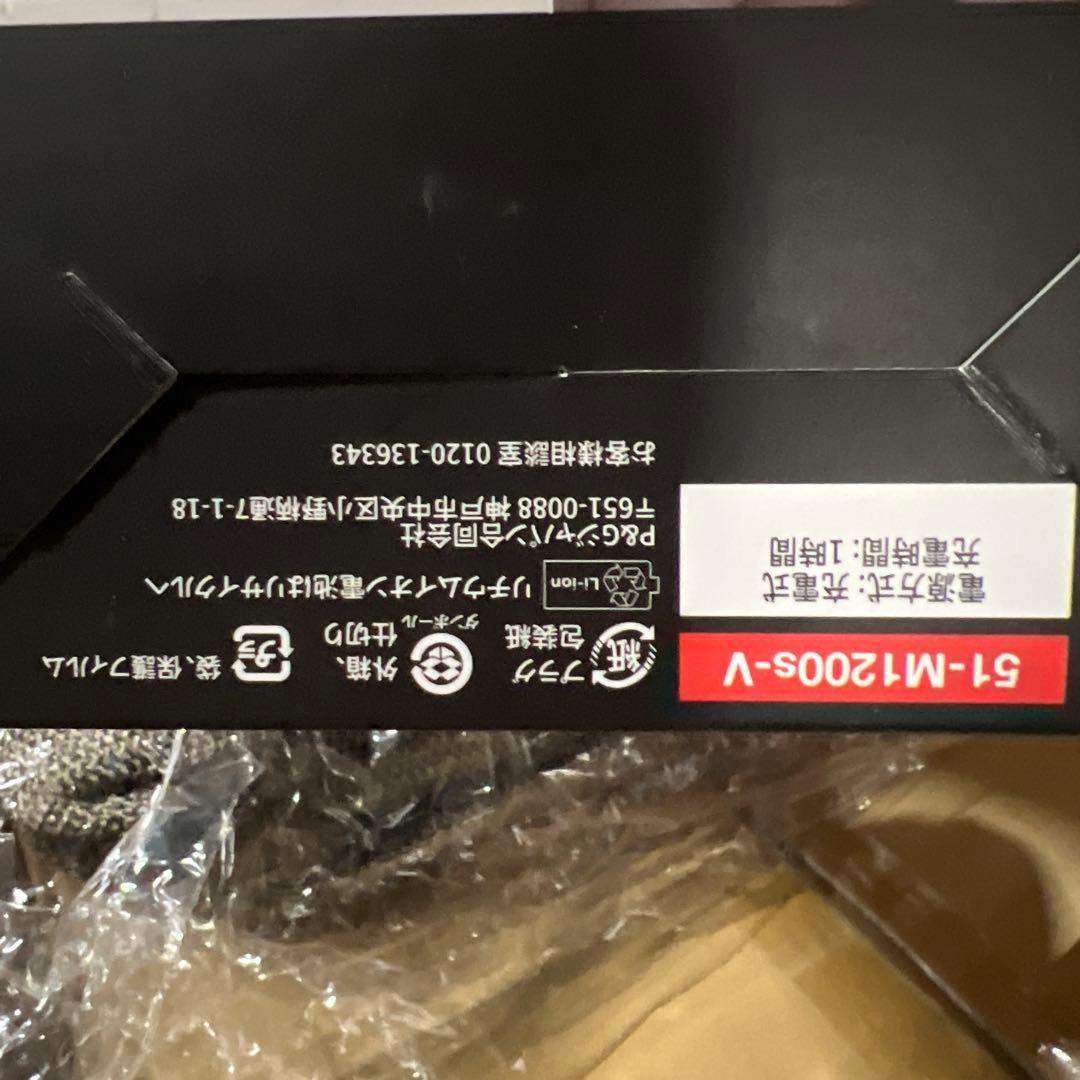 51-M1200s-V
電源方式: 充電式
充電時間: 1時間
紙
プラグ
包装紙
ダンボール
外箱、
仕切り
プラ
袋、保護フィルム
Li-ion
リチウムイオン電池はリサイクルへ
P&Gジャパン合同会社
〒651-0088 神戸市中央区小野柄通7-1-18
お客様相談室 0120-136343